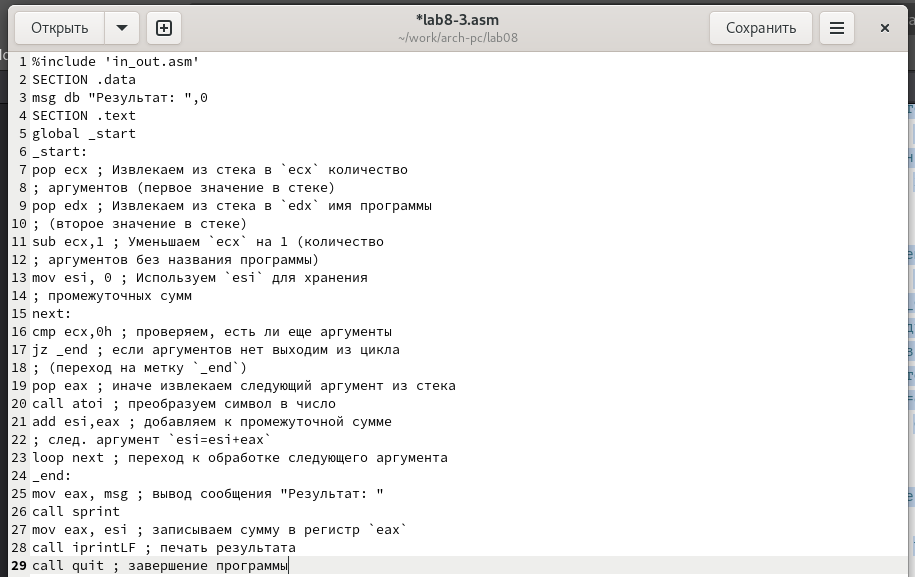 Открыть
*lab8-3.asm
~/work/arch-pc/lab08
Сохранить
1 %include 'in_out.asm'
2 SECTION .data
3 msg db "Результат: ",0
4 SECTION .text
5 global _start
6 _start:
7 pop ecx ; Извлекаем из стека в `ecx` количество
8 ; аргументов (первое значение в стеке)
9 pop edx ; Извлекаем из стека в `edx` имя программы
10 ; (второе значение в стеке)
11 sub ecx,1 ; Уменьшаем `ecx` на 1 (количество
12 ; аргументов без названия программы)
13 mov esi, 0 ; Используем `esi` для хранения
14 ; промежуточных сумм
15 next:
16 cmp ecx,0h ; проверяем, есть ли еще аргументы
17 jz _end ; если аргументов нет выходим из цикла
18 ; (переход на метку `_end`)
19 pop eax ; иначе извлекаем следующий аргумент из стека
20 call atoi ; преобразуем символ в число
21 add esi,eax ; добавляем к промежуточной сумме
22 ; след. аргумент `esi=esi+eax`
23 loop next ; переход к обработке следующего аргумента
24 _end:
25 mov eax, msg ; вывод сообщения "Результат: "
26 call sprint
27 mov eax, esi ; записываем сумму в регистр `eax`
28 call iprintLF ; печать результата
29 call quit ; завершение программы